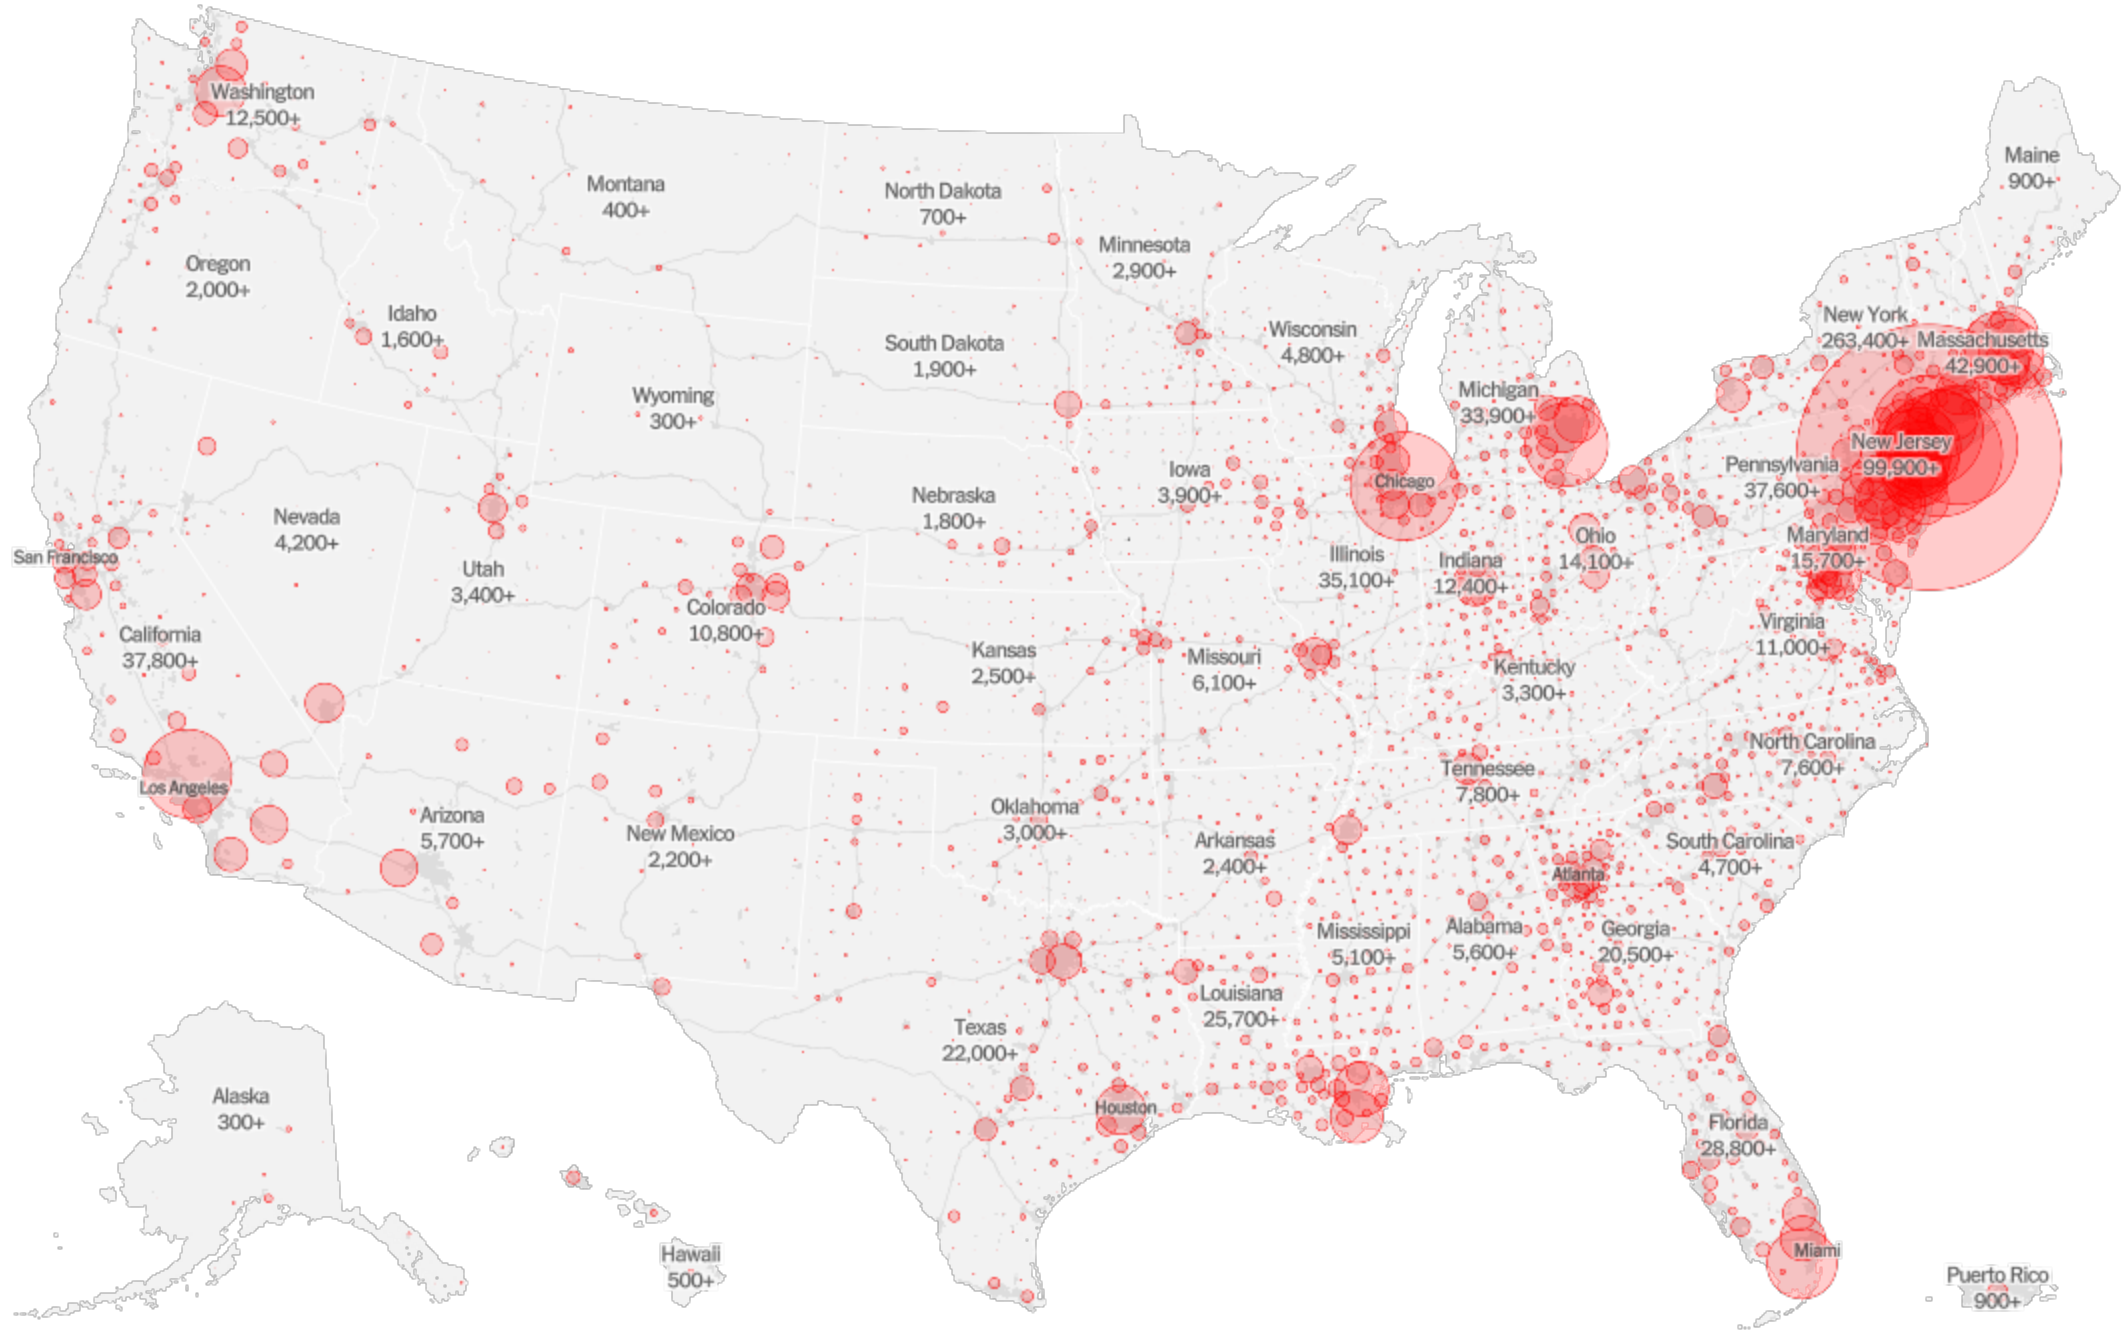 Washington
12,500+
Montana
400+
North Dakota
700+
Minnesota
2,900+
Maine
900+
Oregon
2,000+
Idaho
1,600+
South Dakota
1,900+
Wisconsin
4,800+
New York
263,400+
Massachusetts
42,900+
Wyoming
300+
Michigan
33,900+
New Jersey
99,900+
Pennsylvania
37,600+
Iowa
3,900+
Chicago
Nebraska
1,800+
Nevada
4,200+
San Francisco
Utah
3,400+
Colorado
10,800+
Illinois
35,100+
Indiana
12,400+
Ohio
14,100+
Maryland
15,700+
Virginia
11,000+
California
37,800+
Kansas
2,500+
Missouri
6,100+
Kentucky
3,300+
North Carolina
7,600+
Tennessee
7,800+
Los Angeles
Arizona
5,700+
New Mexico
2,200+
Oklahoma
3,000+
Arkansas
2,400+
South Carolina
4,700+
Atlanta
Mississippi
5,100+
Alabama
5,600+
Georgia
20,500+
Louisiana
25,700+
Texas
22,000+
Houston
Alaska
300+
Florida
28,800+
Miami
Hawaii
500+
Puerto Rico
900+